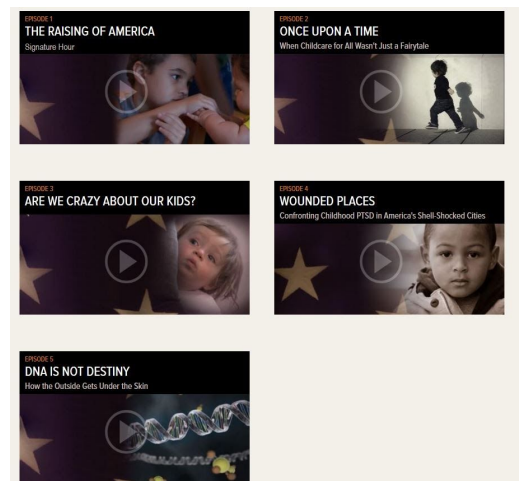 EPISODE 1
THE RAISING OF AMERICA
Signature Hour
EPISODE 2
ONCE UPON A TIME
When Childcare for All Wasn't Just a Fairytale
EPISODE 3
ARE WE CRAZY ABOUT OUR KIDS?
EPISODE 4
WOUNDED PLACES
Confronting Childhood PTSD in America's Shell-Shocked Cities
EPISODE 5
DNA IS NOT DESTINY
How the Outside Gets Under the Skin